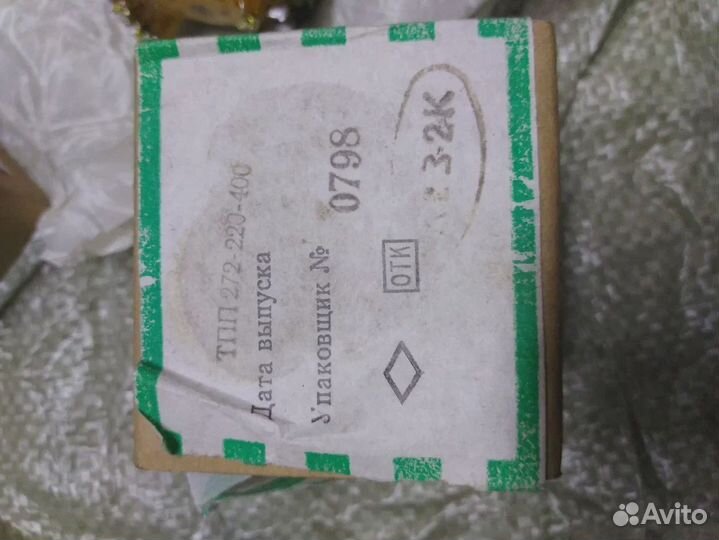 ТПП 272-220-400
Дата выпуска
Упаковщик № 0798
ОТК
3-2К
Avito